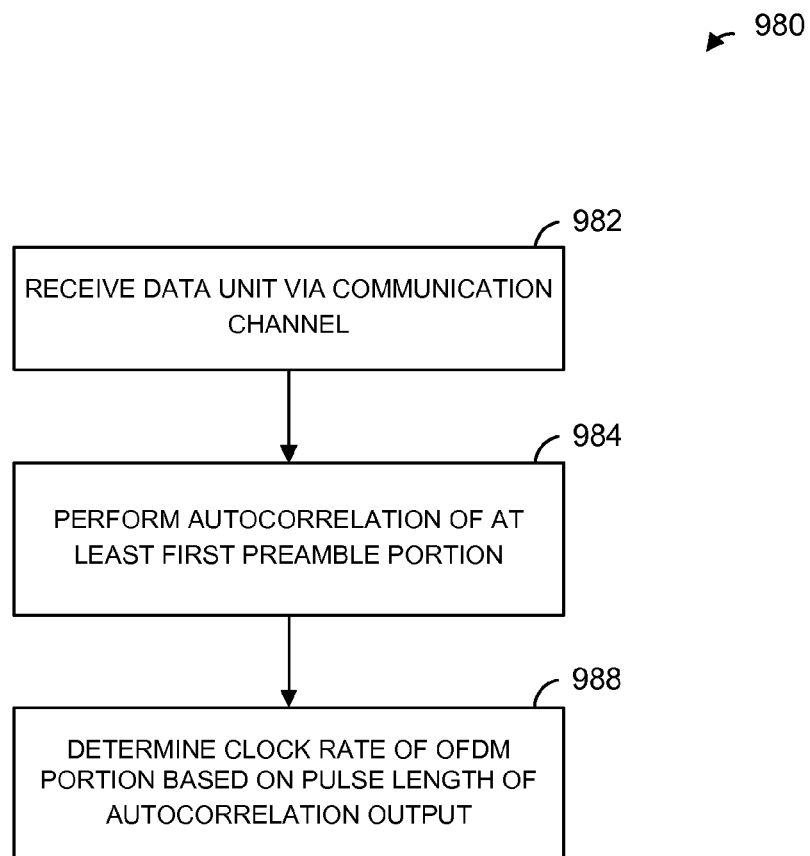 980
982
RECEIVE DATA UNIT VIA COMMUNICATION
CHANNEL
984
PERFORM AUTOCORRELATION OF AT
LEAST FIRST PREAMBLE PORTION
988
DETERMINE CLOCK RATE OF OFDM
PORTION BASED ON PULSE LENGTH OF
AUTOCORRELATION OUTPUT